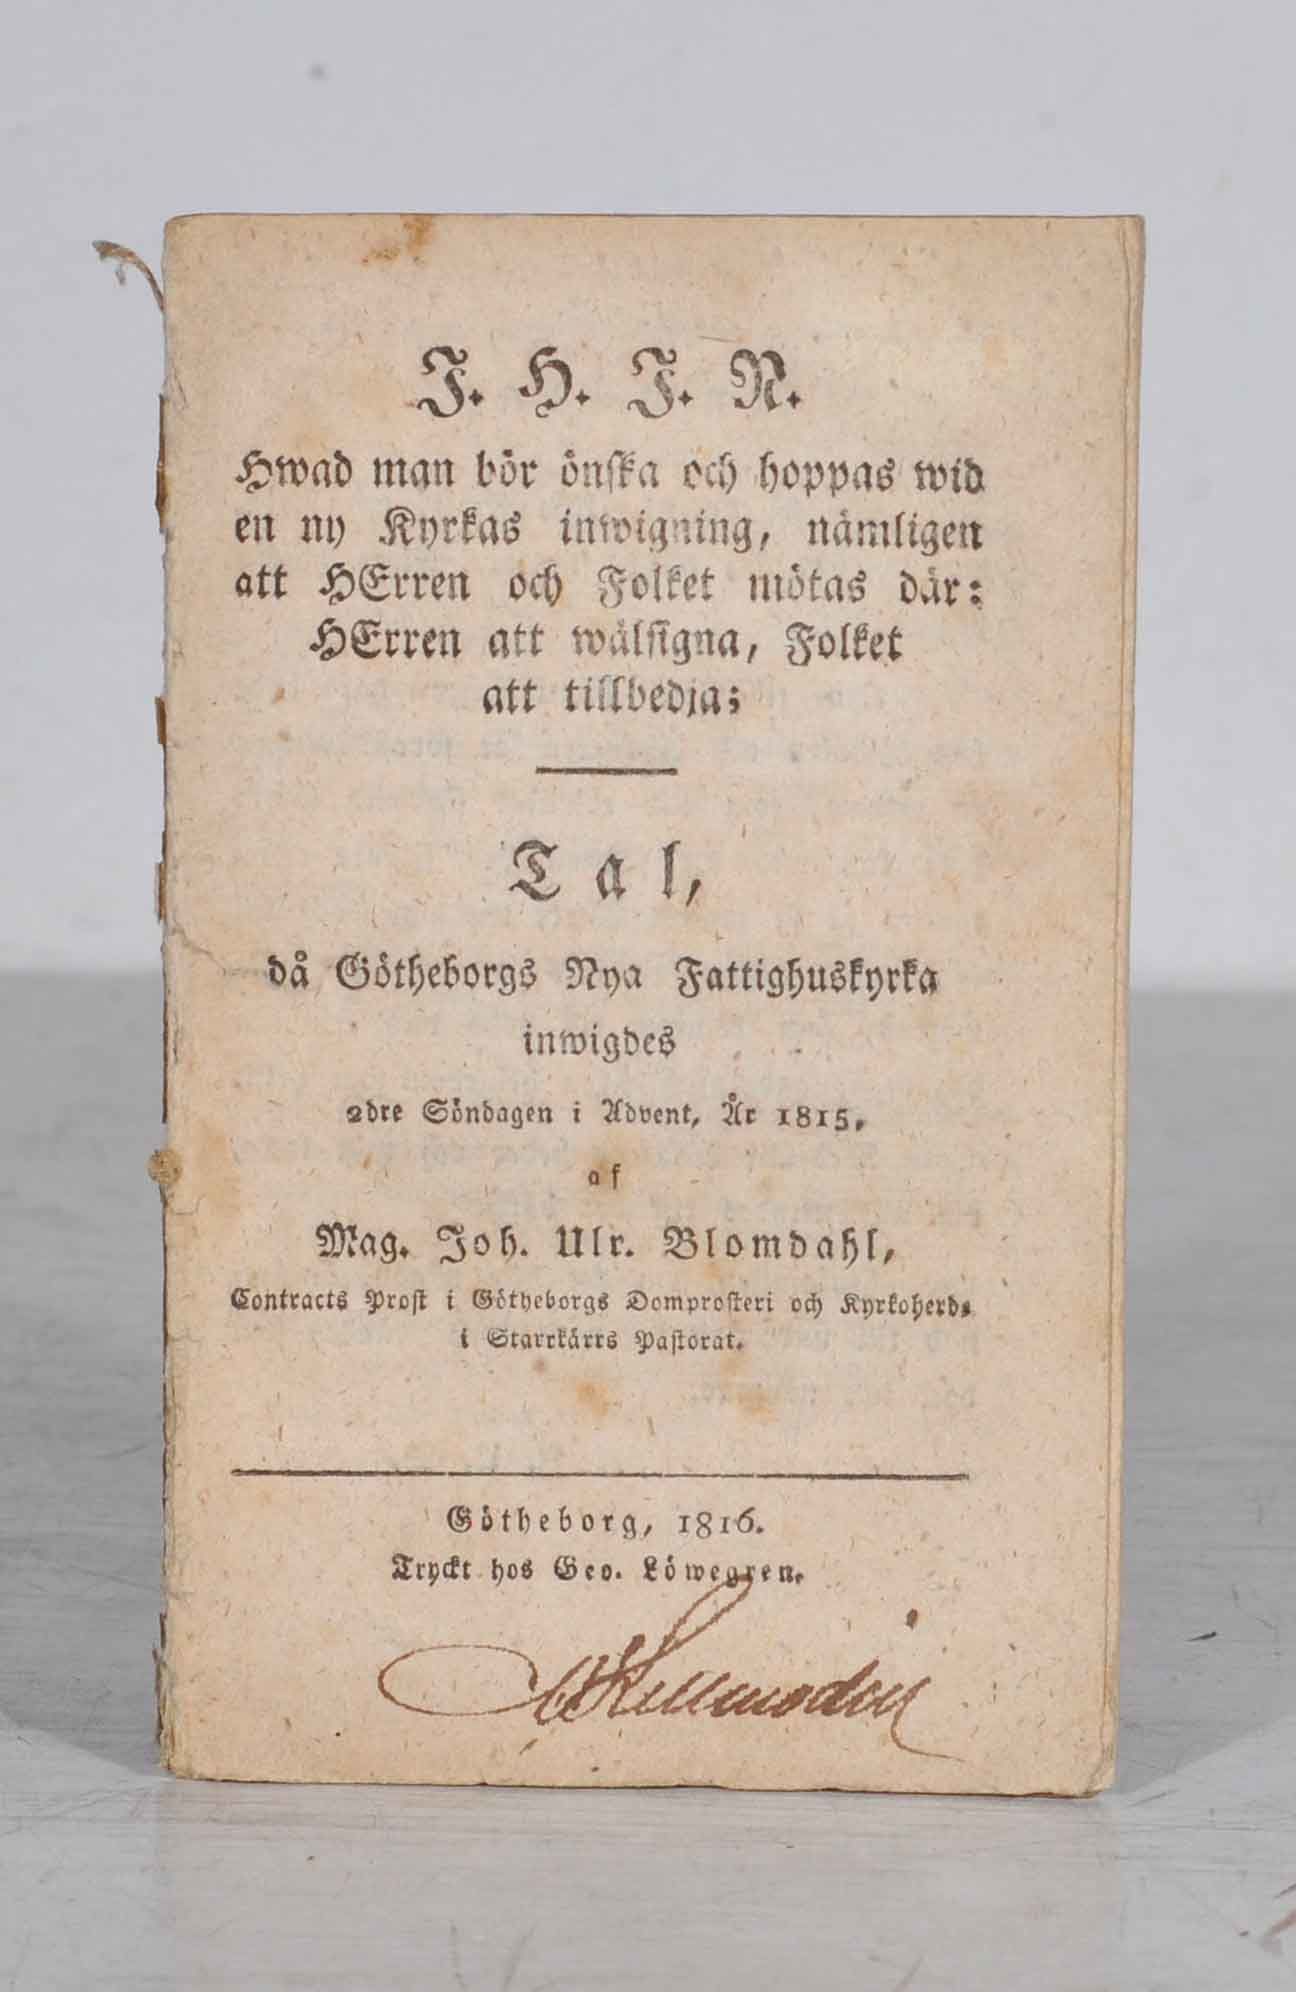 J. H. J. N.
Hwad man bör önska och hoppas wid
en ny Kyrkas inwigning, nämligen
att HErren och Folket mötas där:
HErren att wälsigna, Folket
att tillbedja;
Tal,
då Götheborgs Nya Fattighuskyrka
inwigdes
2dre Söndagen i Advent, År 1815,
af
Mag. Joh. Ulr. Blomdahl,
Contracts Prost i Götheborgs Domprosteri och Kyrkoherd.
i Starrkärrs Pastorat.
Götheborg, 1816.
Tryckt hos Geo. Löwegren.